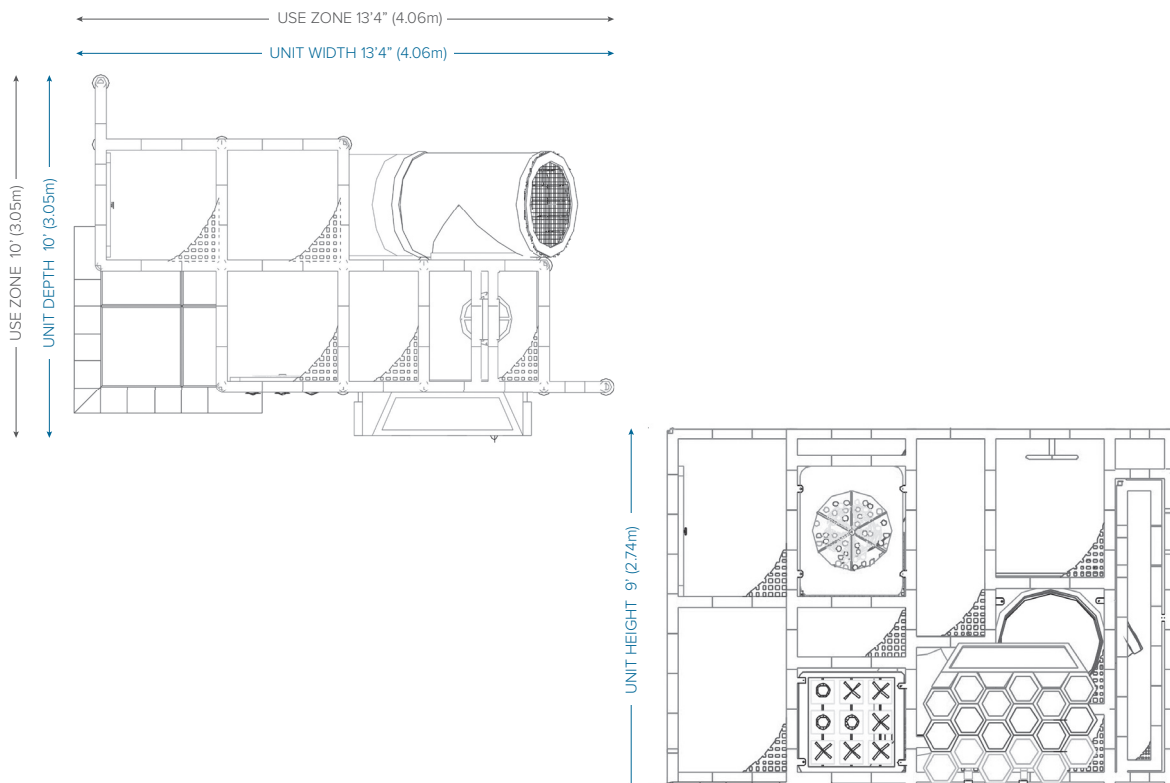 USE ZONE 13’4” (4.06m)
UNIT WIDTH 13’4” (4.06m)
USE ZONE 10’ (3.05m)
UNIT DEPTH 10’ (3.05m)
UNIT HEIGHT 9’ (2.74m)